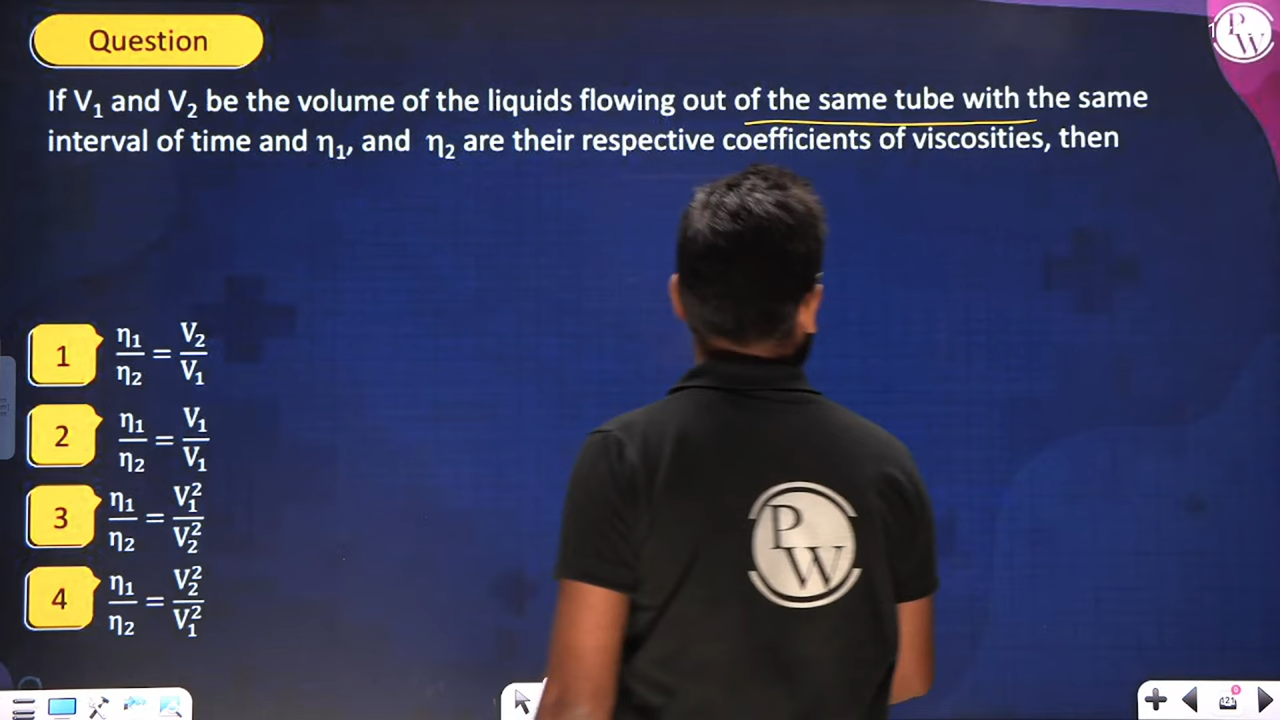 Question
If V₁ and V₂ be the volume of the liquids flowing out of the same tube with the same
interval of time and η₁, and η₂ are their respective coefficients of viscosities, then
1 η₁/η₂ = V₂/V₁
2 η₁/η₂ = V₁/V₁
3 η₁/η₂ = V₁²/V₂²
4 η₁/η₂ = V₂²/V₁²
PW
PW
121